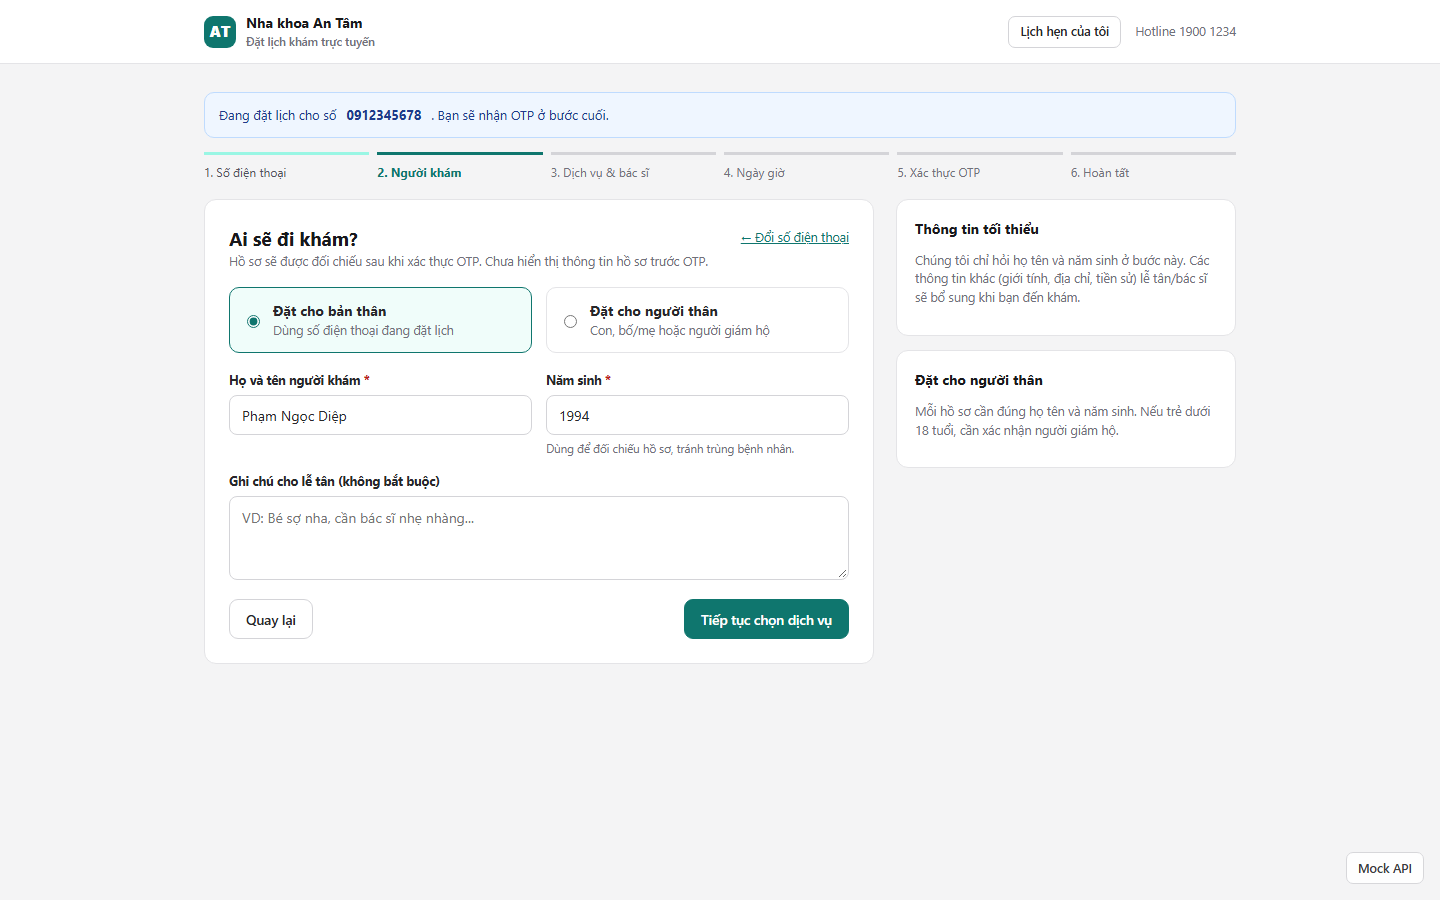 AT
Nha khoa An Tâm
Đặt lịch khám trực tuyến
Lịch hẹn của tôi
Hotline 1900 1234
Đang đặt lịch cho số 0912345678 . Bạn sẽ nhận OTP ở bước cuối.
1. Số điện thoại
2. Người khám
3. Dịch vụ & bác sĩ
4. Ngày giờ
5. Xác thực OTP
6. Hoàn tất
Ai sẽ đi khám?
← Đổi số điện thoại
Hồ sơ sẽ được đối chiếu sau khi xác thực OTP. Chưa hiển thị thông tin hồ sơ trước OTP.
Đặt cho bản thân
Dùng số điện thoại đang đặt lịch
Đặt cho người thân
Con, bố/mẹ hoặc người giám hộ
Họ và tên người khám *
Phạm Ngọc Diệp
Năm sinh *
1994
Dùng để đối chiếu hồ sơ, tránh trùng bệnh nhân.
Ghi chú cho lễ tân (không bắt buộc)
VD: Bé sợ nha, cần bác sĩ nhẹ nhàng...
Quay lại
Tiếp tục chọn dịch vụ
Thông tin tối thiểu
Chúng tôi chỉ hỏi họ tên và năm sinh ở bước này. Các
thông tin khác (giới tính, địa chỉ, tiền sử) lễ tân/bác sĩ
sẽ bổ sung khi bạn đến khám.
Đặt cho người thân
Mỗi hồ sơ cần đúng họ tên và năm sinh. Nếu trẻ dưới
18 tuổi, cần xác nhận người giám hộ.
Mock API